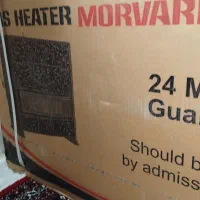 S HEATER MORVAR
24 M
Gua
Should b
by admiss